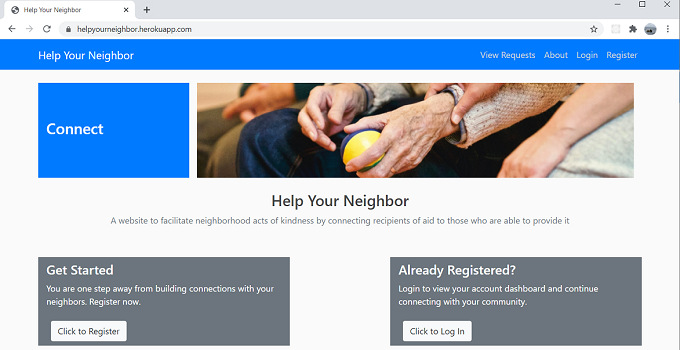 Help Your Neighbor
helpyourneighbor.herokuapp.com
Help Your Neighbor
View Requests About Login Register
Connect
Help Your Neighbor
A website to facilitate neighborhood acts of kindness by connecting recipients of aid to those who are able to provide it
Get Started
You are one step away from building connections with your
neighbors. Register now.
Click to Register
Already Registered?
Login to view your account dashboard and continue
connecting with your community.
Click to Log In